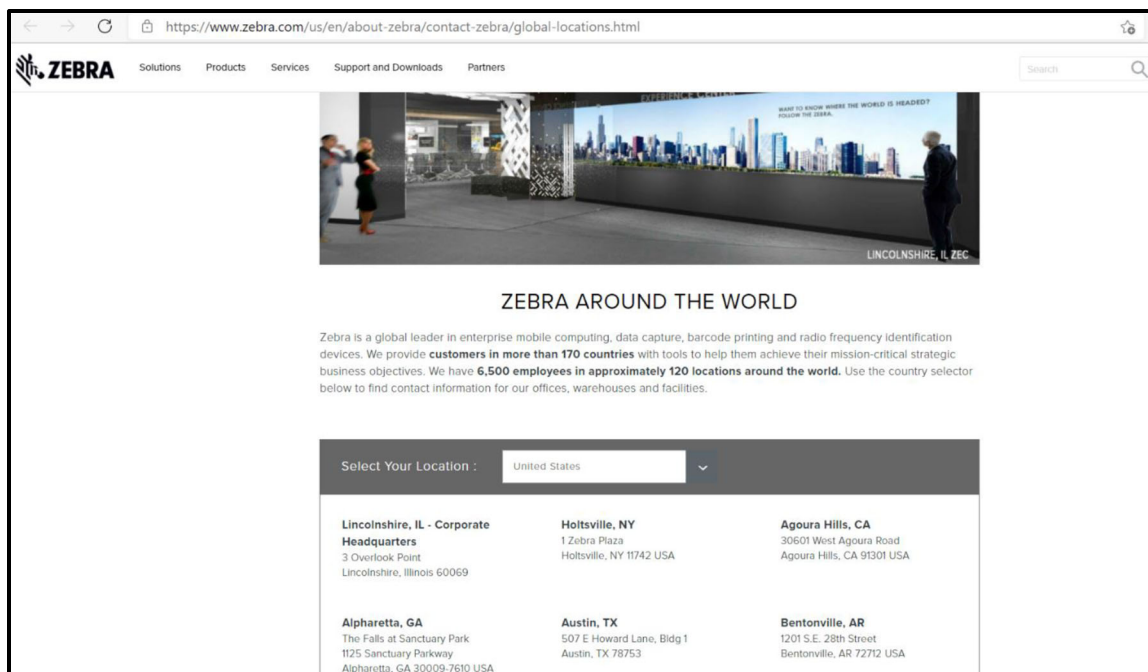 https://www.zebra.com/us/en/about-zebra/contact-zebra/global-locations.html
ZEBRA
Solutions Products Services Support and Downloads Partners
Search
EXPERIENCE CENTER
WANT TO KNOW WHERE THE WORLD IS HEADED?
FOLLOW THE ZEBRA.
LINCOLNSHIRE, IL ZEC
ZEBRA AROUND THE WORLD
Zebra is a global leader in enterprise mobile computing, data capture, barcode printing and radio frequency identification
devices. We provide customers in more than 170 countries with tools to help them achieve their mission-critical strategic
business objectives. We have 6,500 employees in approximately 120 locations around the world. Use the country selector
below to find contact information for our offices, warehouses and facilities.
Select Your Location :
United States
Lincolnshire, IL - Corporate
Headquarters
3 Overlook Point
Lincolnshire, Illinois 60069
Holtsville, NY
1 Zebra Plaza
Holtsville, NY 11742 USA
Agoura Hills, CA
30601 West Agoura Road
Agoura Hills, CA 91301 USA
Alpharetta, GA
The Falls at Sanctuary Park
1125 Sanctuary Parkway
Alpharetta, GA 30009-7610 USA
Austin, TX
507 E Howard Lane, Bldg 1
Austin, TX 78753
Bentonville, AR
1201 S.E. 28th Street
Bentonville, AR 72712 USA